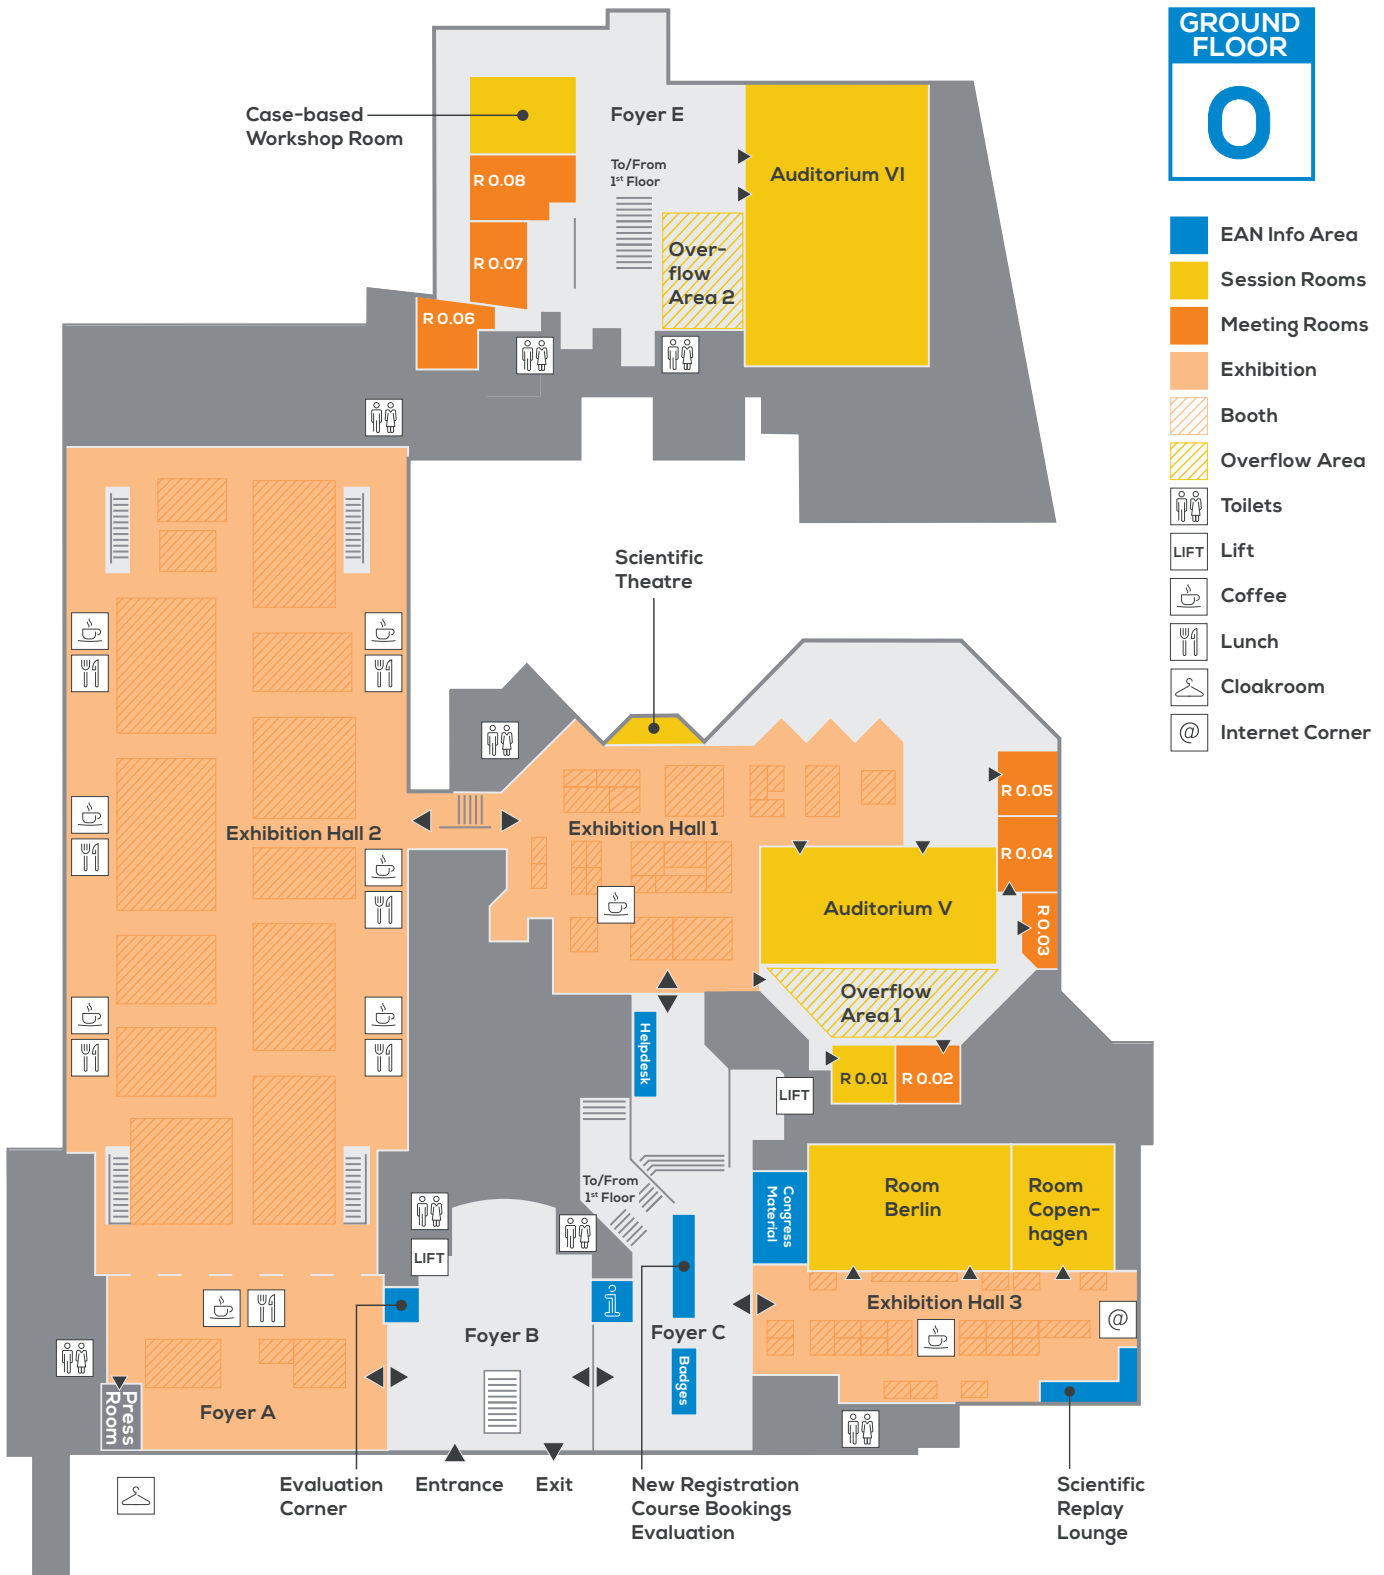 GROUND
FLOOR
0
Case-based
Workshop Room
Foyer E
To/From
1st Floor
Auditorium VI
R 0.08
R 0.07
R 0.06
Over-
flow
Area 2
EAN Info Area
Session Rooms
Meeting Rooms
Exhibition
Booth
Overflow Area
Toilets
LIFT Lift
Coffee
Lunch
Cloakroom
@ Internet Corner
Scientific
Theatre
Exhibition Hall 2
Exhibition Hall 1
R 0.05
R 0.04
R 0.03
Auditorium V
Overflow
Area 1
R 0.01
R 0.02
Helpdesk
LIFT
To/From
1st Floor
Congress
Material
Room
Berlin
Room
Copen-
hagen
LIFT
i
Foyer B
Foyer C
Badges
Exhibition Hall 3
@
Press
Room
Foyer A
Evaluation
Corner
Entrance
Exit
New Registration
Course Bookings
Evaluation
Scientific
Replay
Lounge